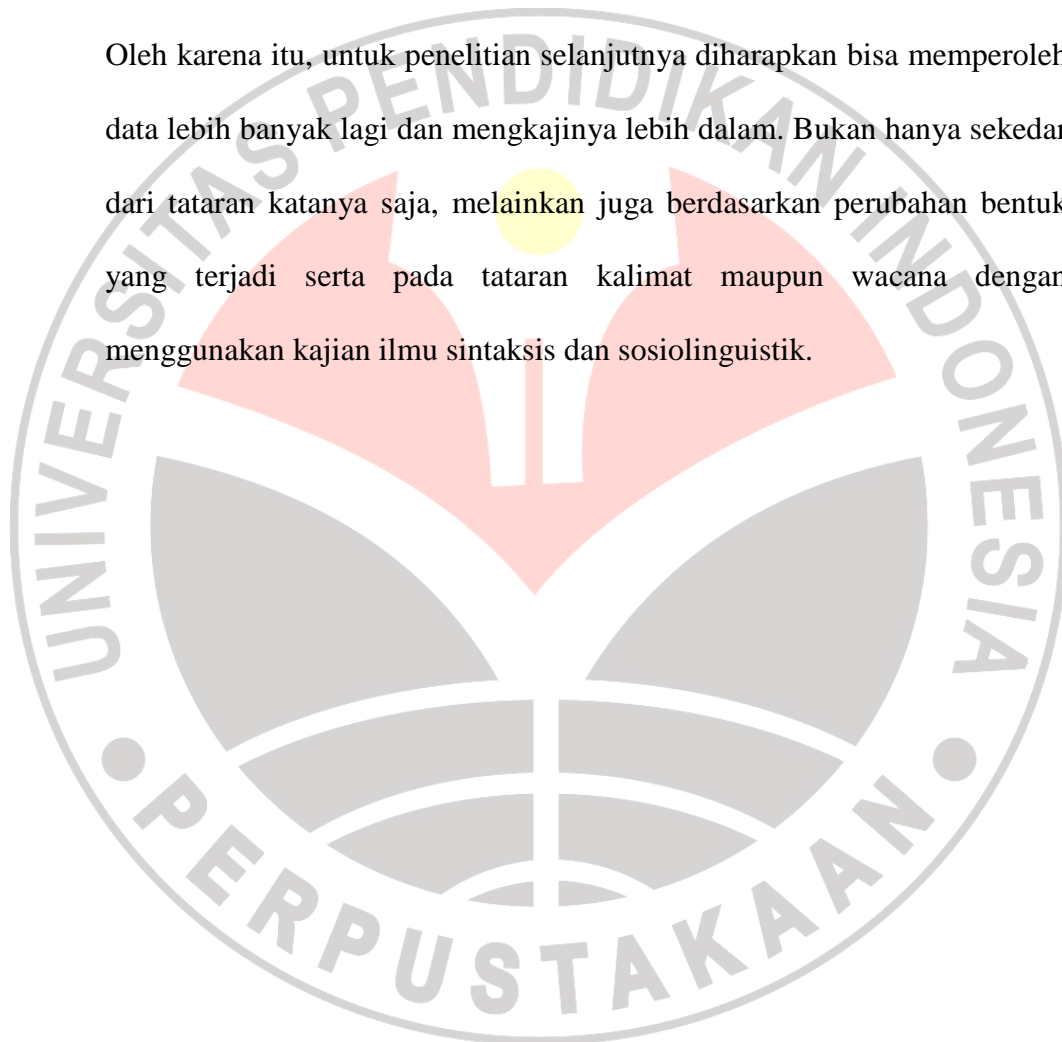 Oleh karena itu, untuk penelitian selanjutnya diharapkan bisa memperoleh
data lebih banyak lagi dan mengkajinya lebih dalam. Bukan hanya sekedar
dari tataran katanya saja, melainkan juga berdasarkan perubahan bentuk
yang terjadi serta pada tataran kalimat maupun wacana dengan
menggunakan kajian ilmu sintaksis dan sosiolinguistik.
UNIVERSITAS PENDIDIKAN INDONESIA
PERPUSTAKAAN